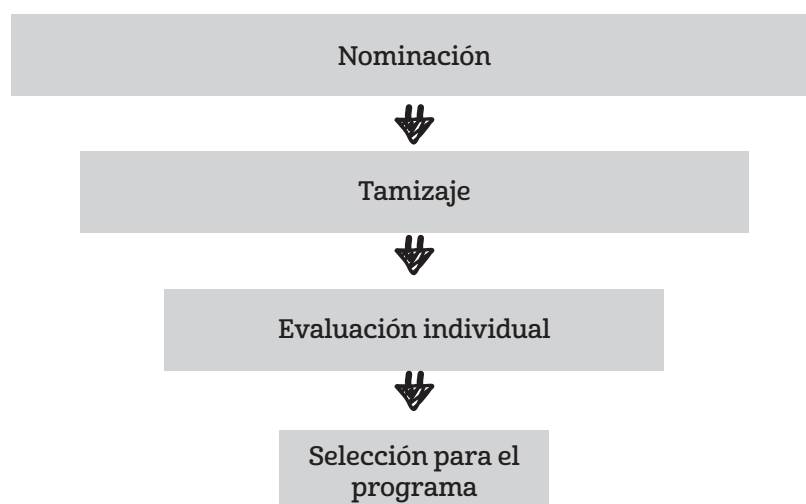 Nominación
Tamizaje
Evaluación individual
Selección para el
programa